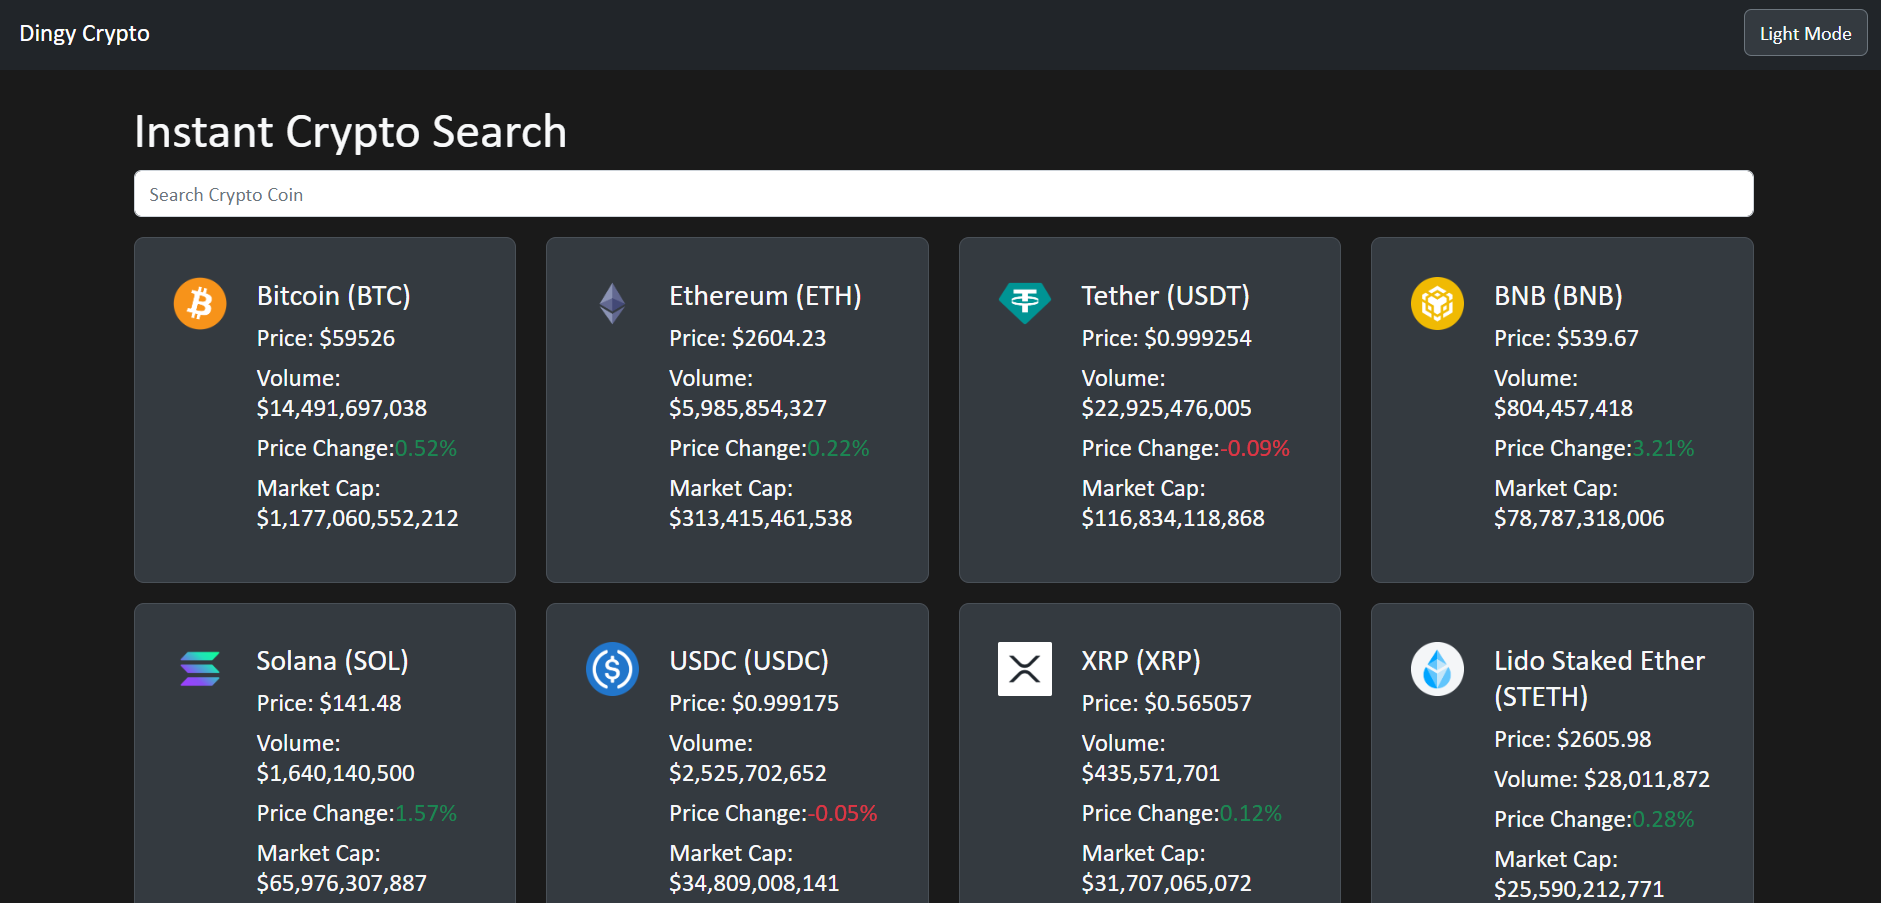 Dingy Crypto
Light Mode
Instant Crypto Search
Search Crypto Coin
Bitcoin (BTC)
Price: $59526
Volume:
$14,491,697,038
Price Change:0.52%
Market Cap:
$1,177,060,552,212
Ethereum (ETH)
Price: $2604.23
Volume:
$5,985,854,327
Price Change:0.22%
Market Cap:
$313,415,461,538
Tether (USDT)
Price: $0.999254
Volume:
$22,925,476,005
Price Change:-0.09%
Market Cap:
$116,834,118,868
BNB (BNB)
Price: $539.67
Volume:
$804,457,418
Price Change:3.21%
Market Cap:
$78,787,318,006
Solana (SOL)
Price: $141.48
Volume:
$1,640,140,500
Price Change:1.57%
Market Cap:
$65,976,307,887
USDC (USDC)
Price: $0.999175
Volume:
$2,525,702,652
Price Change:-0.05%
Market Cap:
$34,809,008,141
XRP (XRP)
Price: $0.565057
Volume:
$435,571,701
Price Change:0.12%
Market Cap:
$31,707,065,072
Lido Staked Ether
(STETH)
Price: $2605.98
Volume: $28,011,872
Price Change:0.28%
Market Cap:
$25,590,212,771